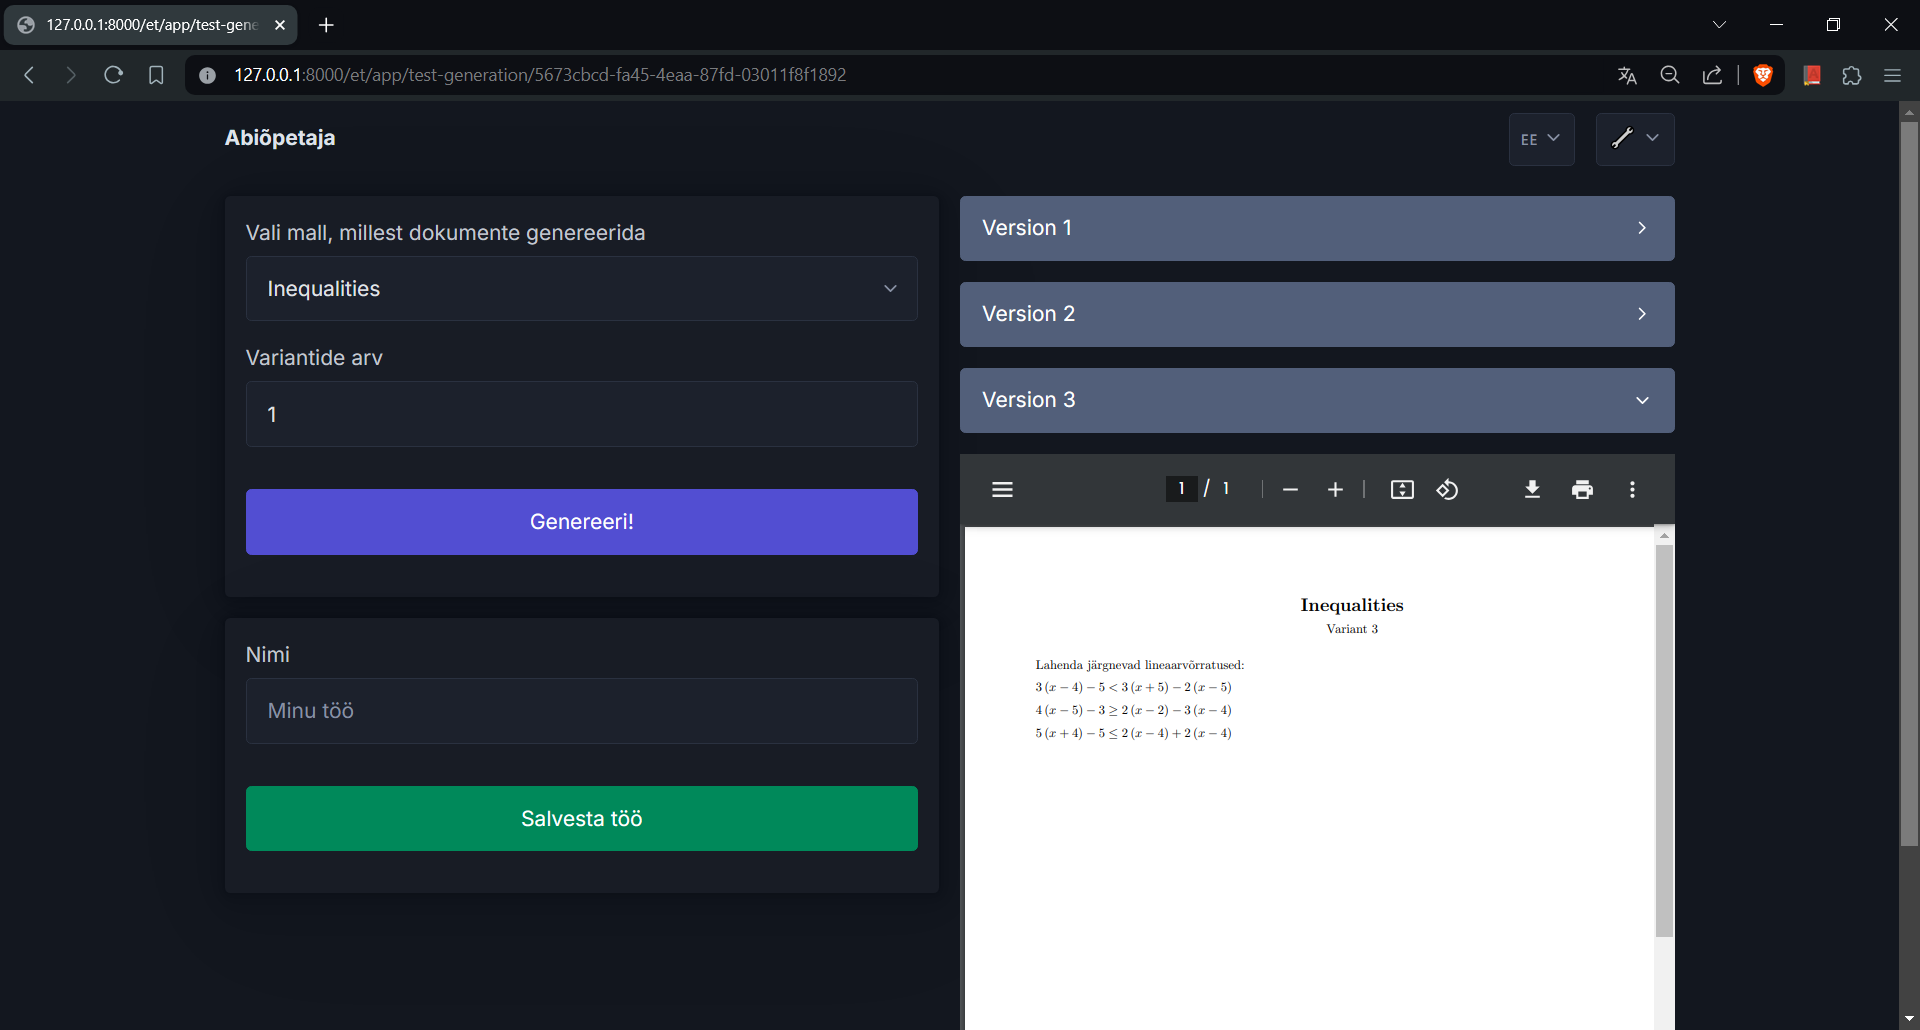 127.0.0.1:8000/et/app/test-gene
127.0.0.1:8000/et/app/test-generation/5673cbcd-fa45-4eaa-87fd-03011f8f1892
Abiõpetaja
EE
Vali mall, millest dokumente genereerida
Inequalities
Variantide arv
1
Genereeri!
Nimi
Minu töö
Salvesta töö
Version 1
Version 2
Version 3
1 / 1
Inequalities
Variant 3
Lahenda järgnevad lineaarvõrratused:
3 (x − 4) − 5 < 3 (x + 5) − 2 (x − 5)
4 (x − 5) − 3 ≥ 2 (x − 2) − 3 (x − 4)
5 (x + 4) − 5 ≤ 2 (x − 4) + 2 (x − 4)